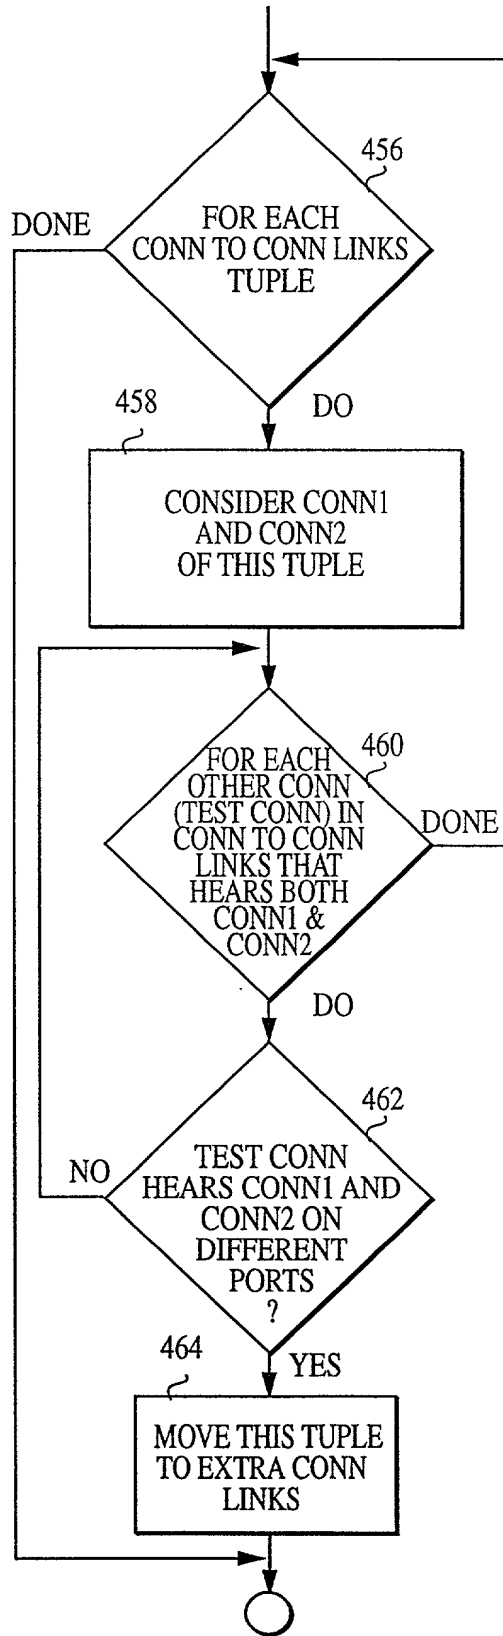 456
DONE
FOR EACH
CONN TO CONN LINKS
TUPLE
DO
458
CONSIDER CONN1
AND CONN2
OF THIS TUPLE
460
FOR EACH
OTHER CONN
(TEST CONN) IN
CONN TO CONN
LINKS THAT
HEARS BOTH
CONN1 &
CONN2
DONE
DO
462
TEST CONN
HEARS CONN1 AND
CONN2 ON
DIFFERENT
PORTS
?
NO
YES
464
MOVE THIS TUPLE
TO EXTRA CONN
LINKS